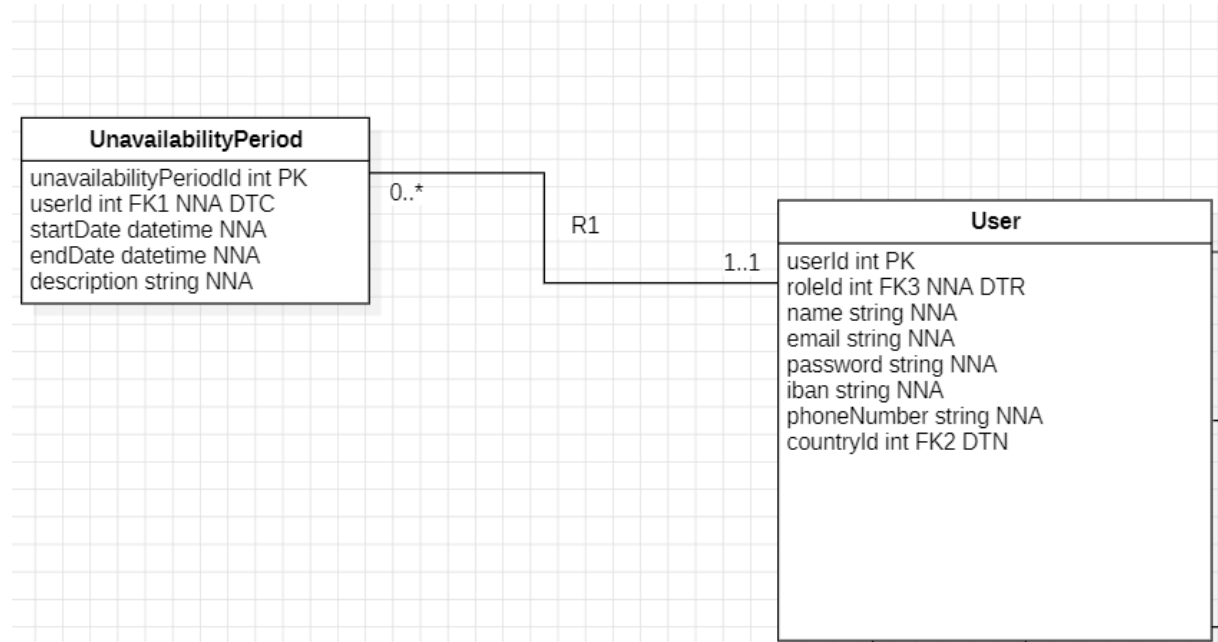 UnavailabilityPeriod
unavailabilityPeriodId int PK
userId int FK1 NNA DTC
startDate datetime NNA
endDate datetime NNA
description string NNA
0..*
R1
1..1
User
userId int PK
roleId int FK3 NNA DTR
name string NNA
email string NNA
password string NNA
iban string NNA
phoneNumber string NNA
countryId int FK2 DTN